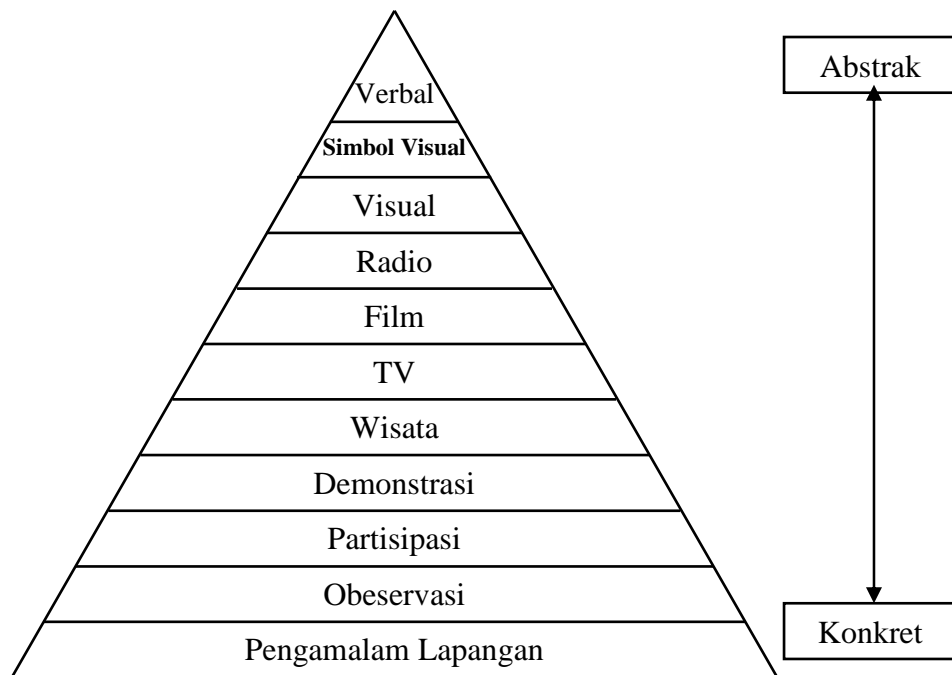 Verbal
Simbol Visual
Visual
Radio
Film
TV
Wisata
Demonstrasi
Partisipasi
Obeservasi
Pengamalam Lapangan
Abstrak
Konkret